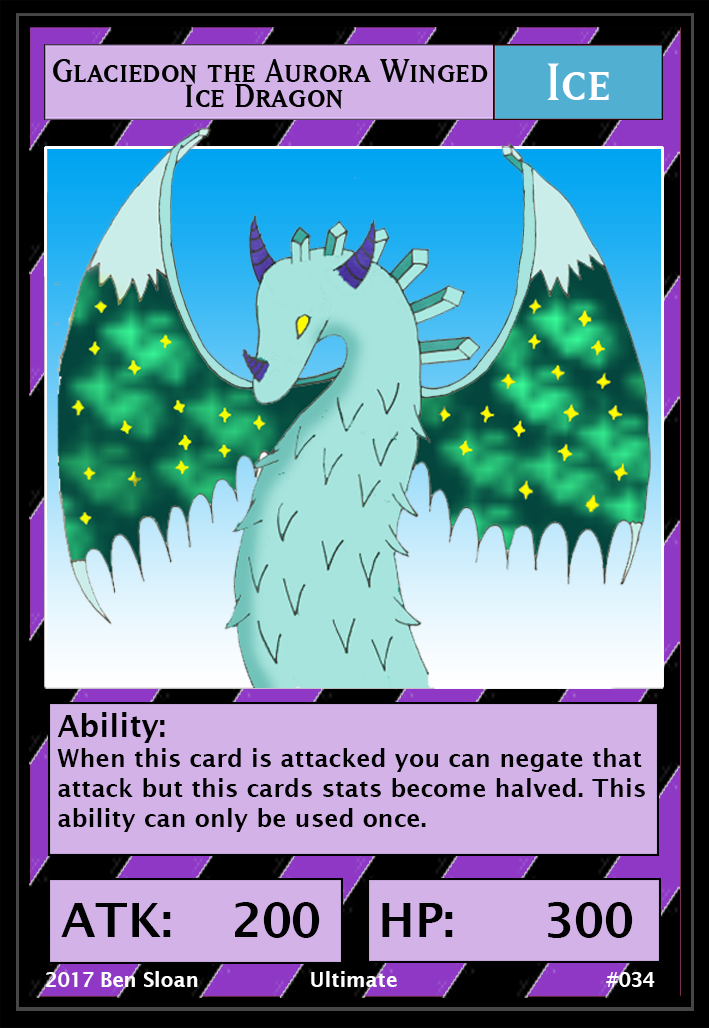 Glaciedon the Aurora Winged
Ice Dragon
Ice
Ability:
When this card is attacked you can negate that
attack but this cards stats become halved. This
ability can only be used once.
ATK: 200
HP: 300
2017 Ben Sloan
Ultimate
#034